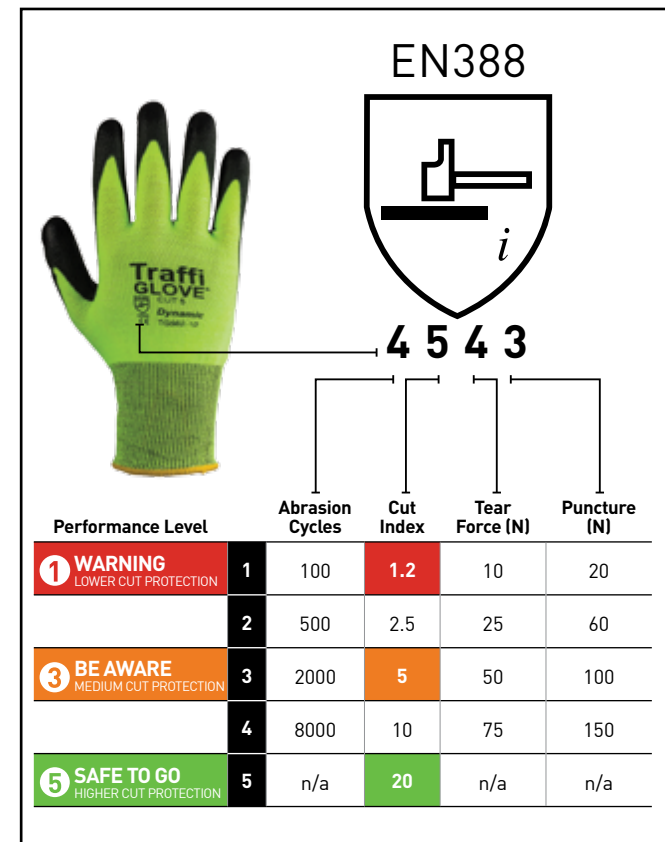 EN388
i
Traffi
GLOVE
CUT 5
Dynamic
4 5 4 3
Performance Level
Abrasion Cycles
Cut Index
Tear Force (N)
Puncture (N)
1 WARNING
LOWER CUT PROTECTION
1 100 1.2 10 20
2 500 2.5 25 60
3 BE AWARE
MEDIUM CUT PROTECTION
3 2000 5 50 100
4 8000 10 75 150
5 SAFE TO GO
HIGHER CUT PROTECTION
5 n/a 20 n/a n/a